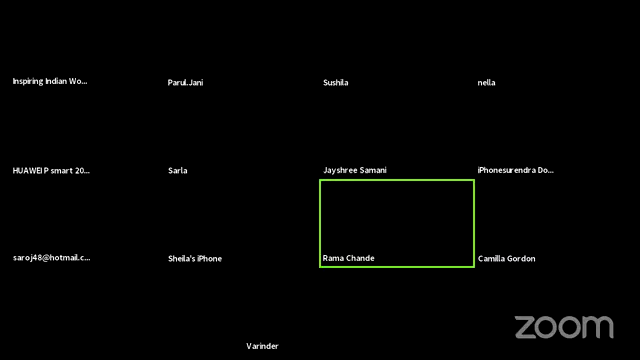 Inspiring Indian Wo...
Parul.Jani
Sushila
nella
HUAWEI P smart 20...
Sarla
Jayshree Samani
iPhonesurendra Do...
saroj48@hotmail.c...
Sheila's iPhone
Rama Chande
Camilla Gordon
zoom
Varinder